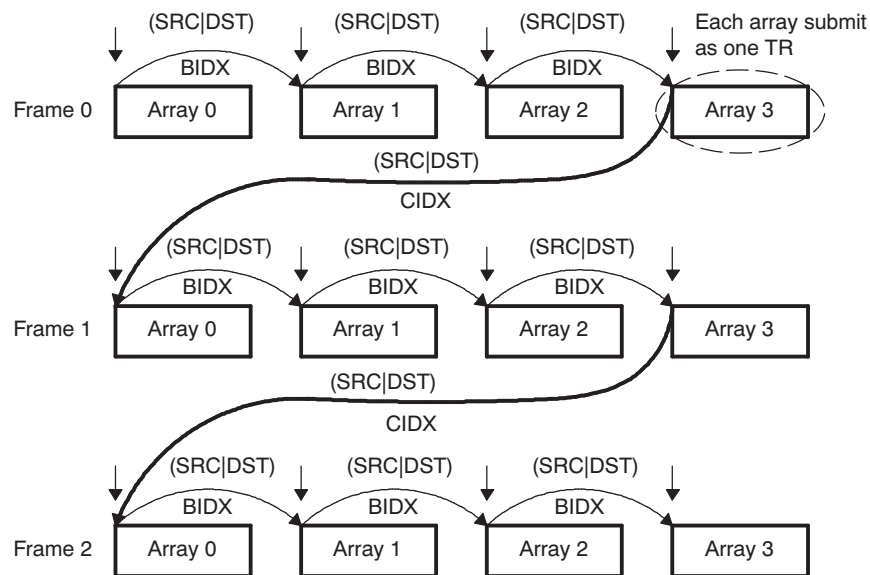 (SRC|DST) (SRC|DST) (SRC|DST) Each array submit
as one TR
BIDX BIDX BIDX
Frame 0 Array 0 Array 1 Array 2 Array 3
(SRC|DST)
CIDX
(SRC|DST) (SRC|DST) (SRC|DST)
BIDX BIDX BIDX
Frame 1 Array 0 Array 1 Array 2 Array 3
(SRC|DST)
CIDX
(SRC|DST) (SRC|DST) (SRC|DST)
BIDX BIDX BIDX
Frame 2 Array 0 Array 1 Array 2 Array 3